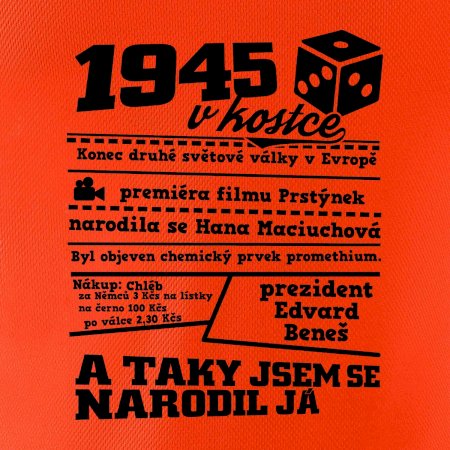 1945
v kostce
Konec druhé světové války v Evropě
premiéra filmu Prstýnek
narodila se Hana Maciuchová
Byl objeven chemický prvek promethium.
Nákup: Chléb
za Němců 3 Kčs na lístky
na černo 100 Kčs
po válce 2,30 Kčs
prezident
Edvard
Beneš
A TAKY JSEM SE
NARODIL JÁ